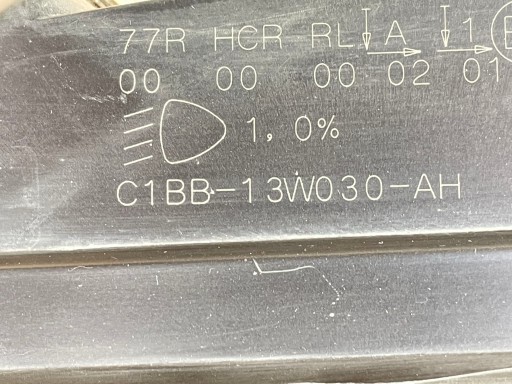 77R HCR RL A 1 E
00 00 00 02 01
1,0%
C1BB-13W030-AH